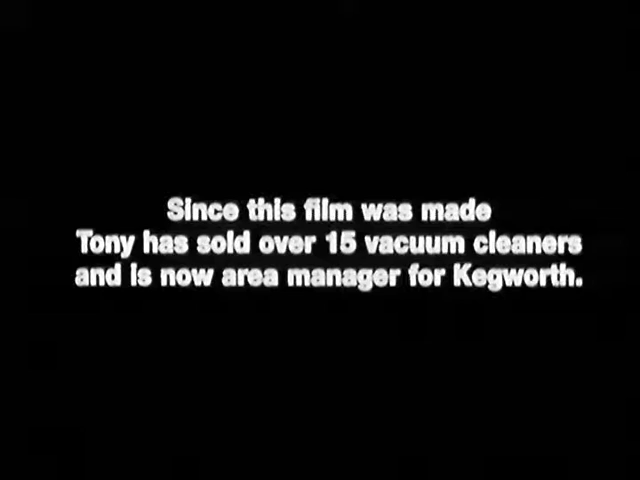 Since this film was made
Tony has sold over 15 vacuum cleaners
and is now area manager for Kegworth.